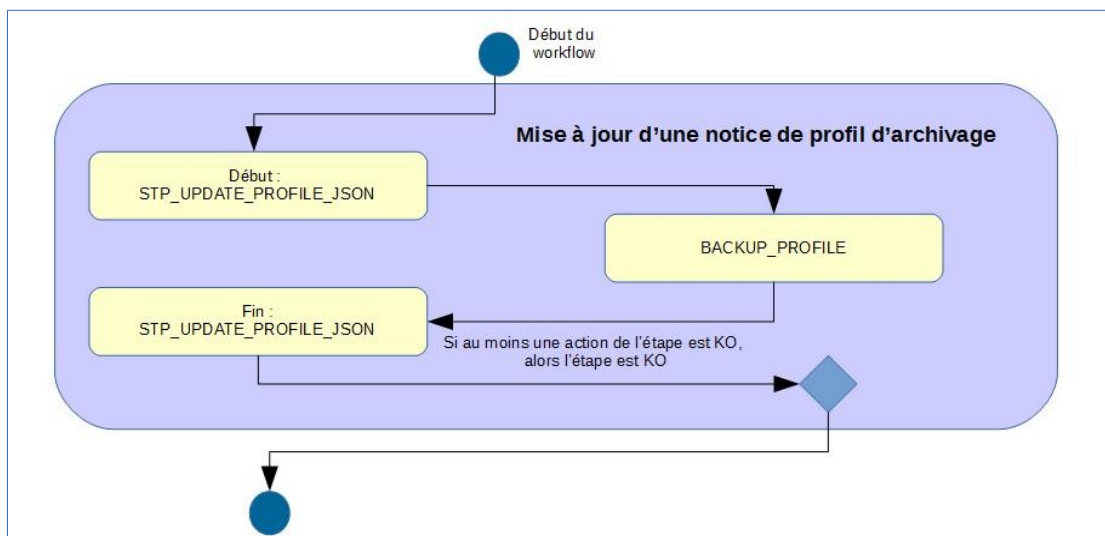 Début du
workflow
Mise à jour d’une notice de profil d’archivage
Début :
STP_UPDATE_PROFILE_JSON
BACKUP_PROFILE
Fin :
STP_UPDATE_PROFILE_JSON
Si au moins une action de l’étape est KO,
alors l’étape est KO